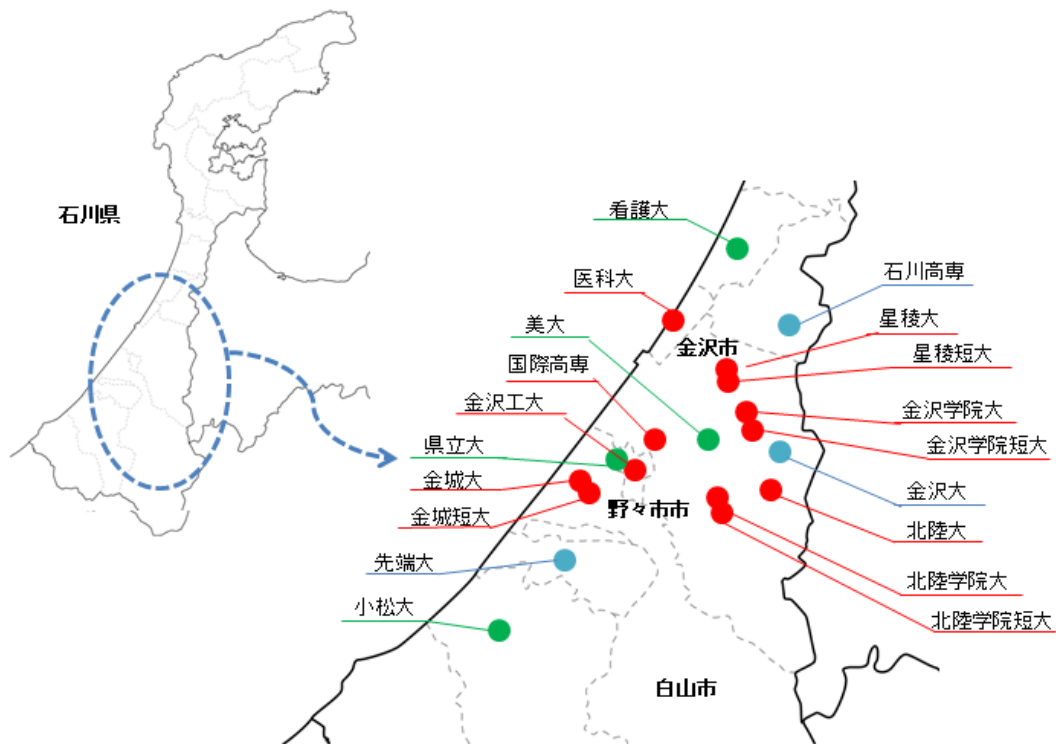 石川県
看護大
医科大
石川高専
美大
星稜大
金沢市
星稜短大
国際高専
金沢工大
金沢学院大
県立大
金沢学院短大
金城大
金沢大
金城短大
野々市市
北陸大
先端大
北陸学院大
小松大
北陸学院短大
白山市